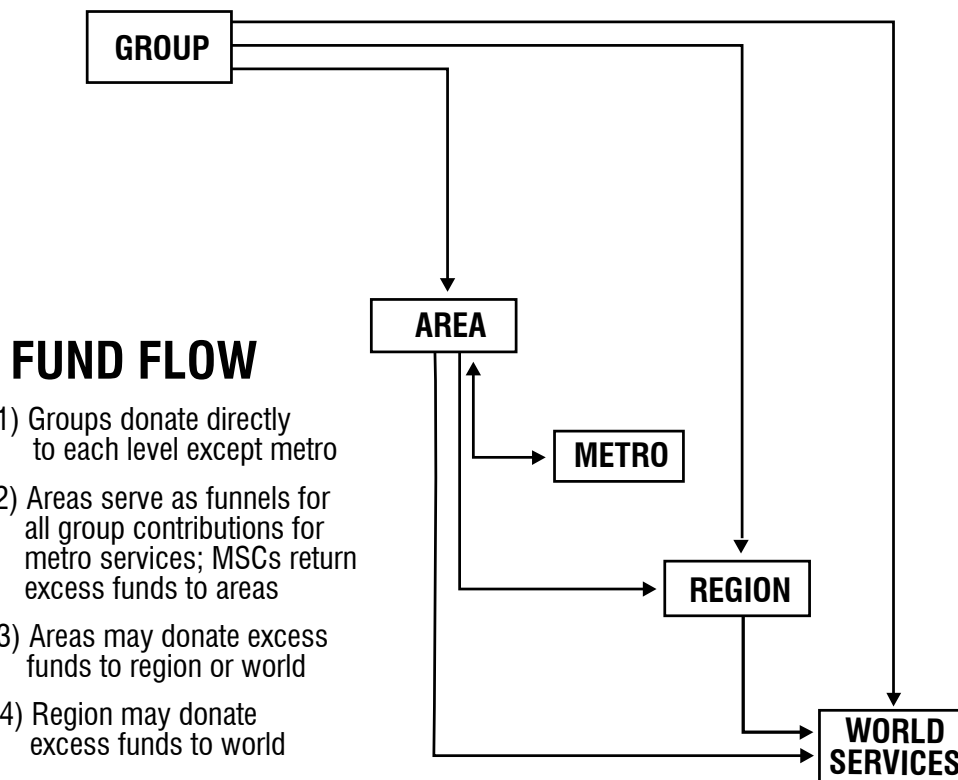 GROUP
AREA
FUND FLOW
1) Groups donate directly
to each level except metro
METRO
2) Areas serve as funnels for
all group contributions for
metro services; MSCs return
excess funds to areas
REGION
3) Areas may donate excess
funds to region or world
4) Region may donate
excess funds to world
WORLD
SERVICES